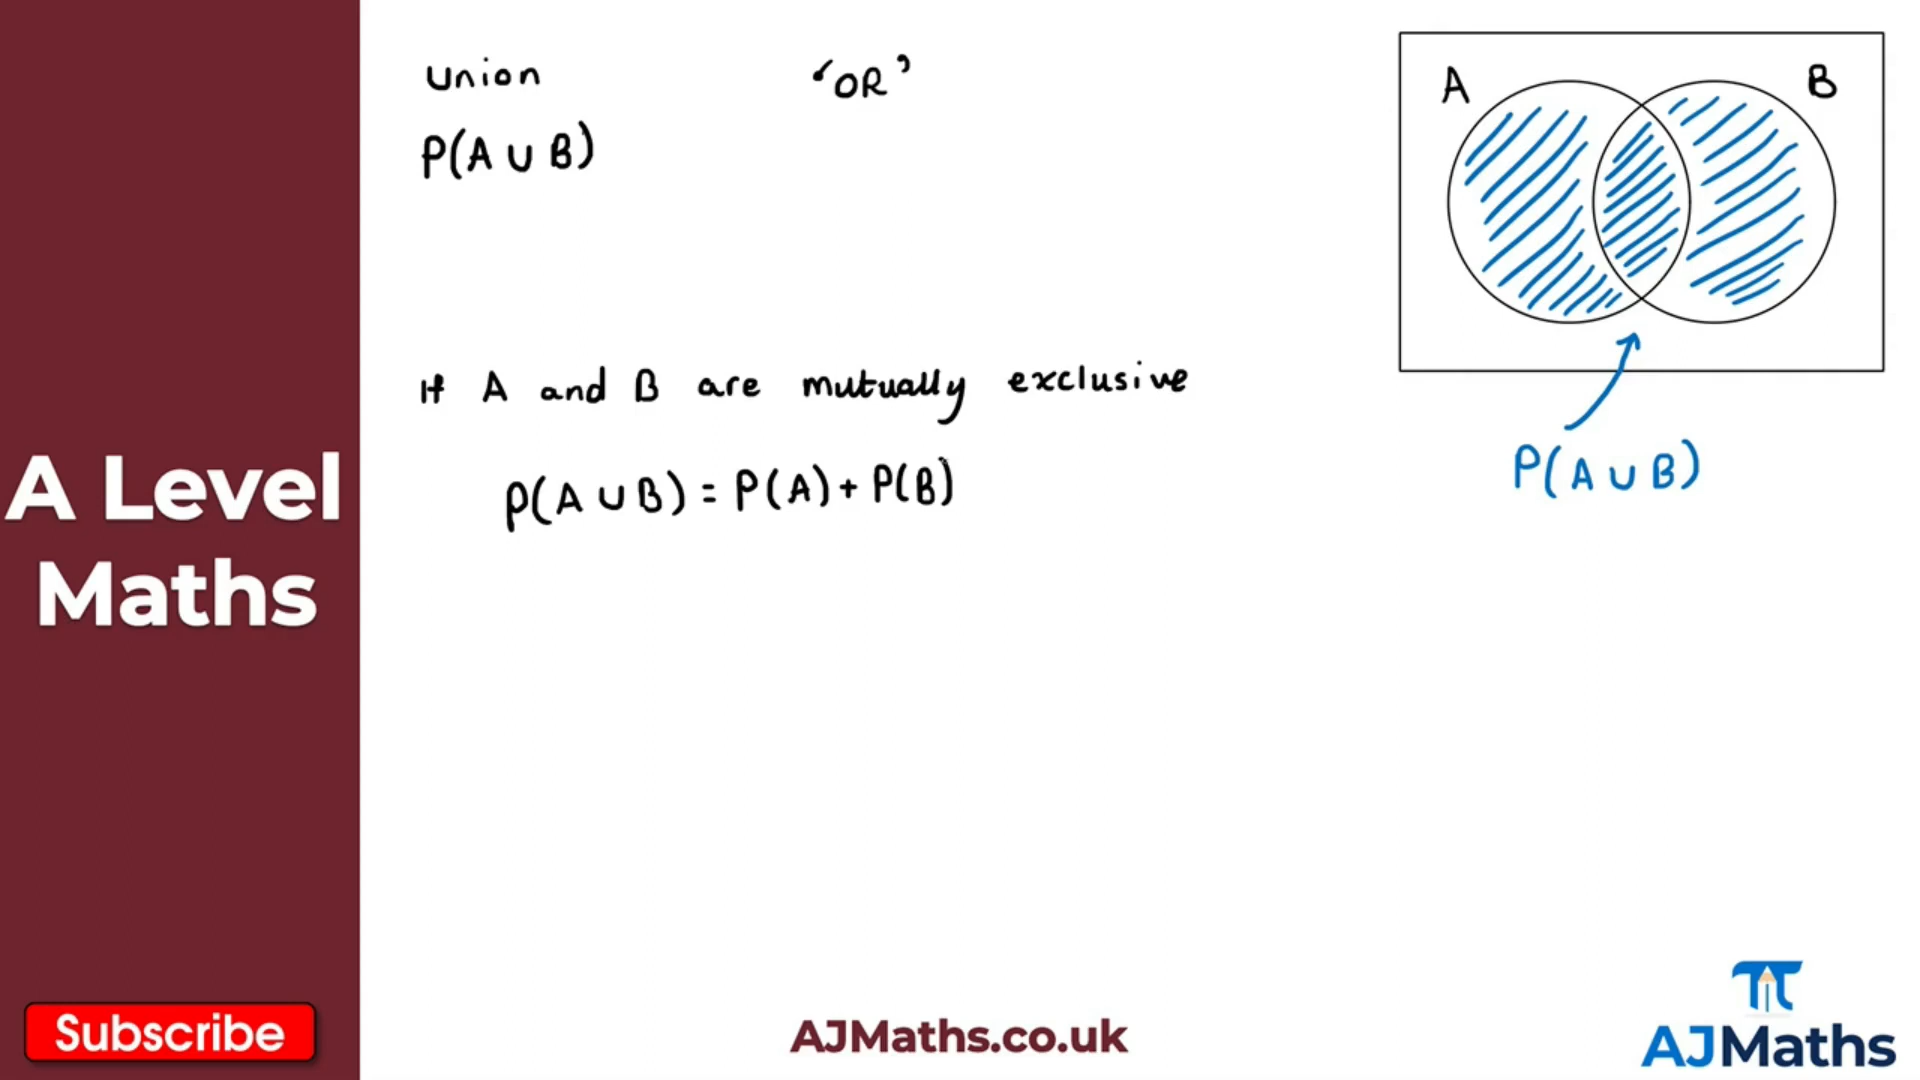 Union 'OR'
P(A ∪ B)
A B
If A and B are mutually exclusive
P(A ∪ B) = P(A) + P(B)
P(A ∪ B)
A Level
Maths
Subscribe
AJMaths.co.uk
AJMaths